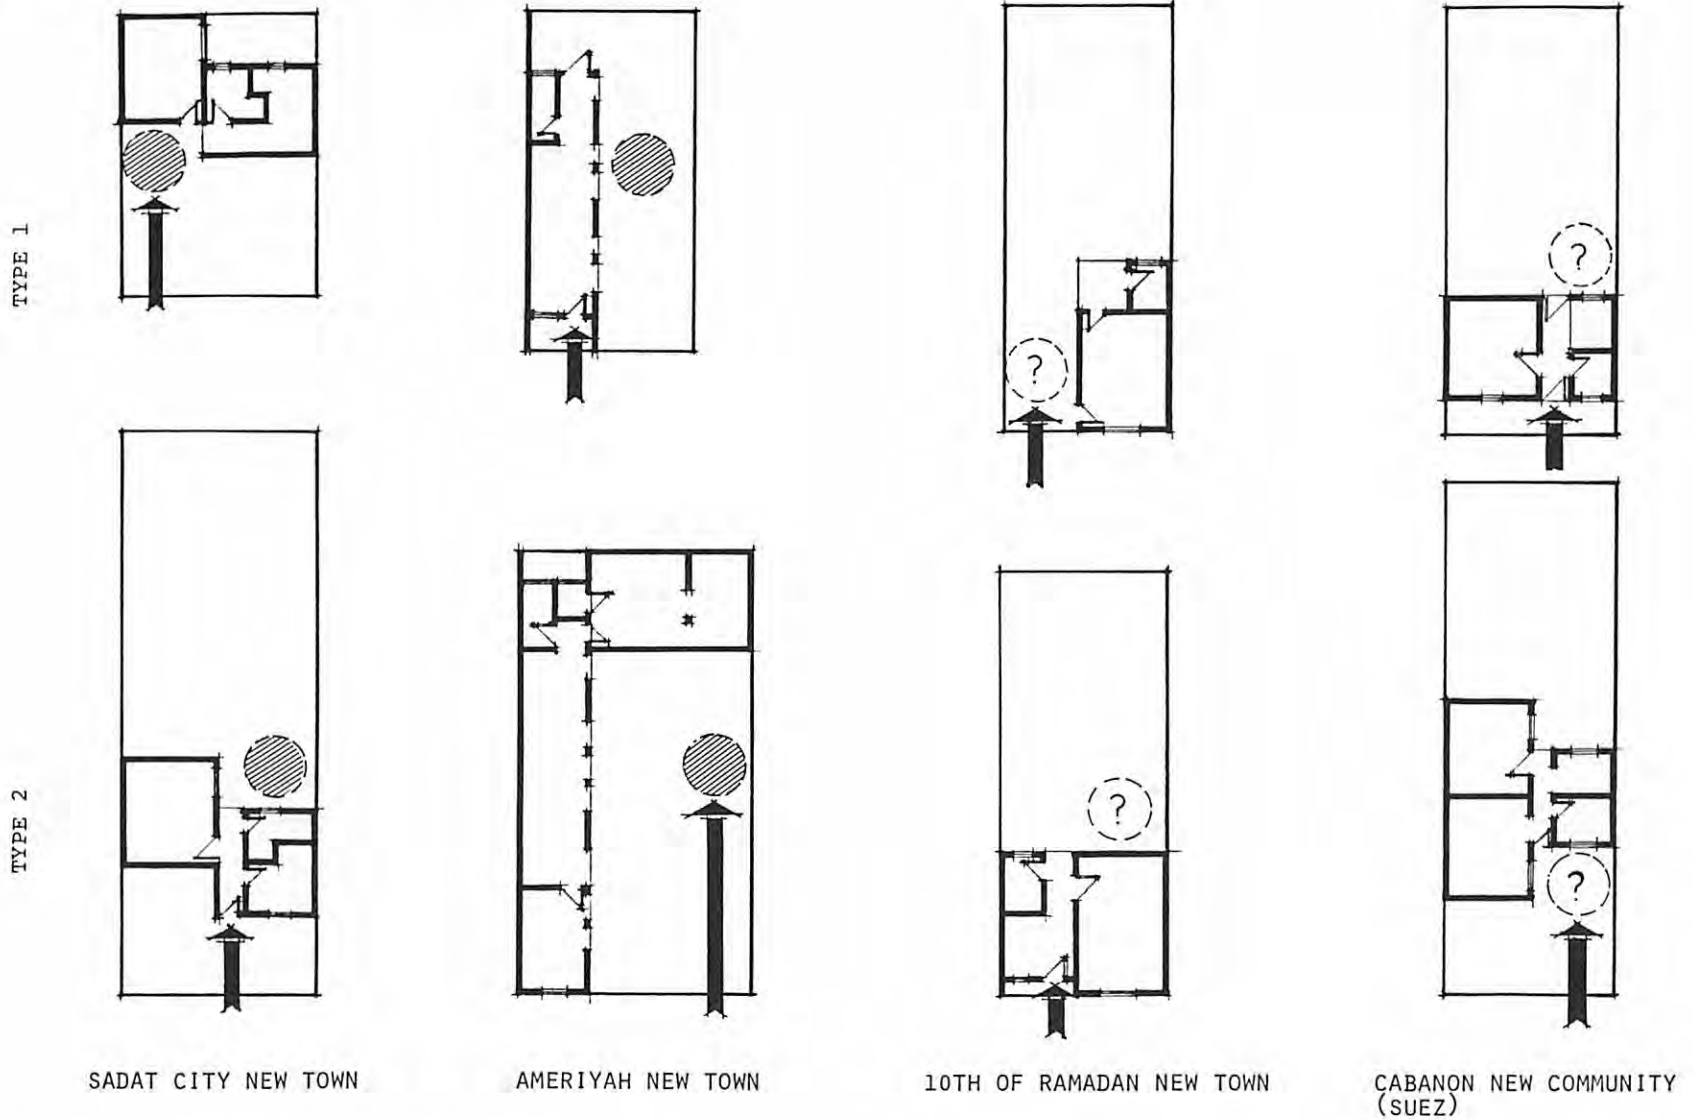 TYPE 1
?
?
TYPE 2
?
?
SADAT CITY NEW TOWN
AMERIYAH NEW TOWN
10TH OF RAMADAN NEW TOWN
CABANON NEW COMMUNITY
(SUEZ)